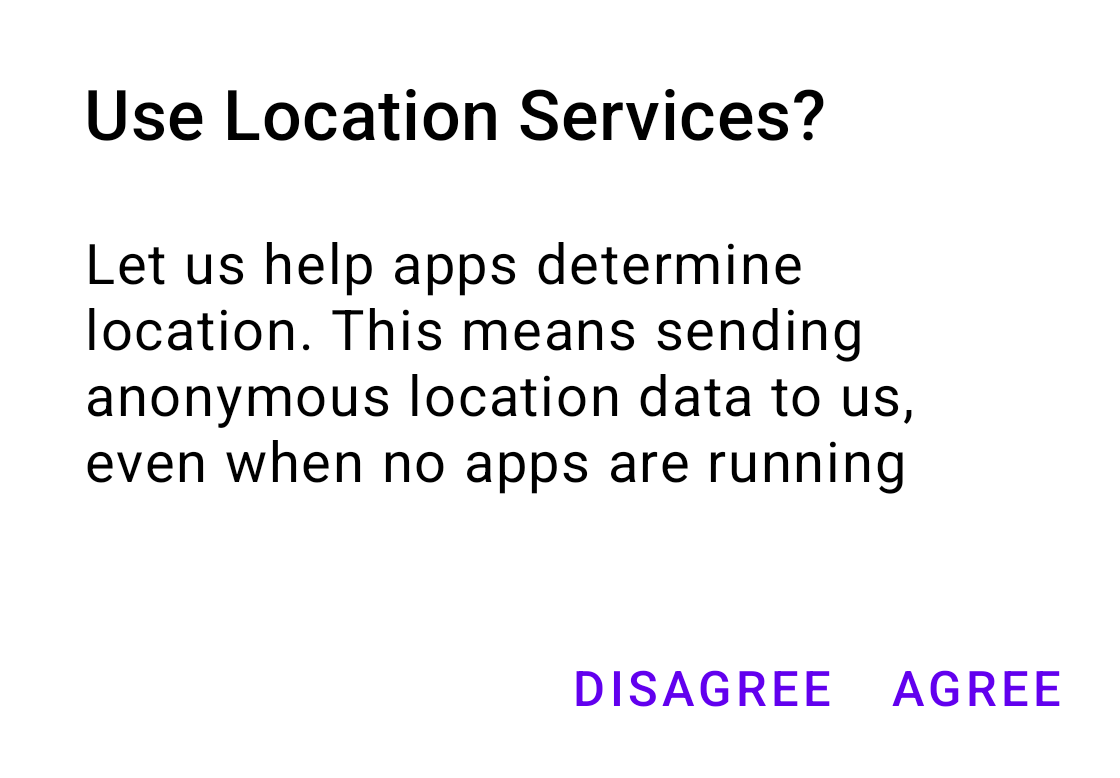 Use Location Services?
Let us help apps determine
location. This means sending
anonymous location data to us,
even when no apps are running
DISAGREE AGREE